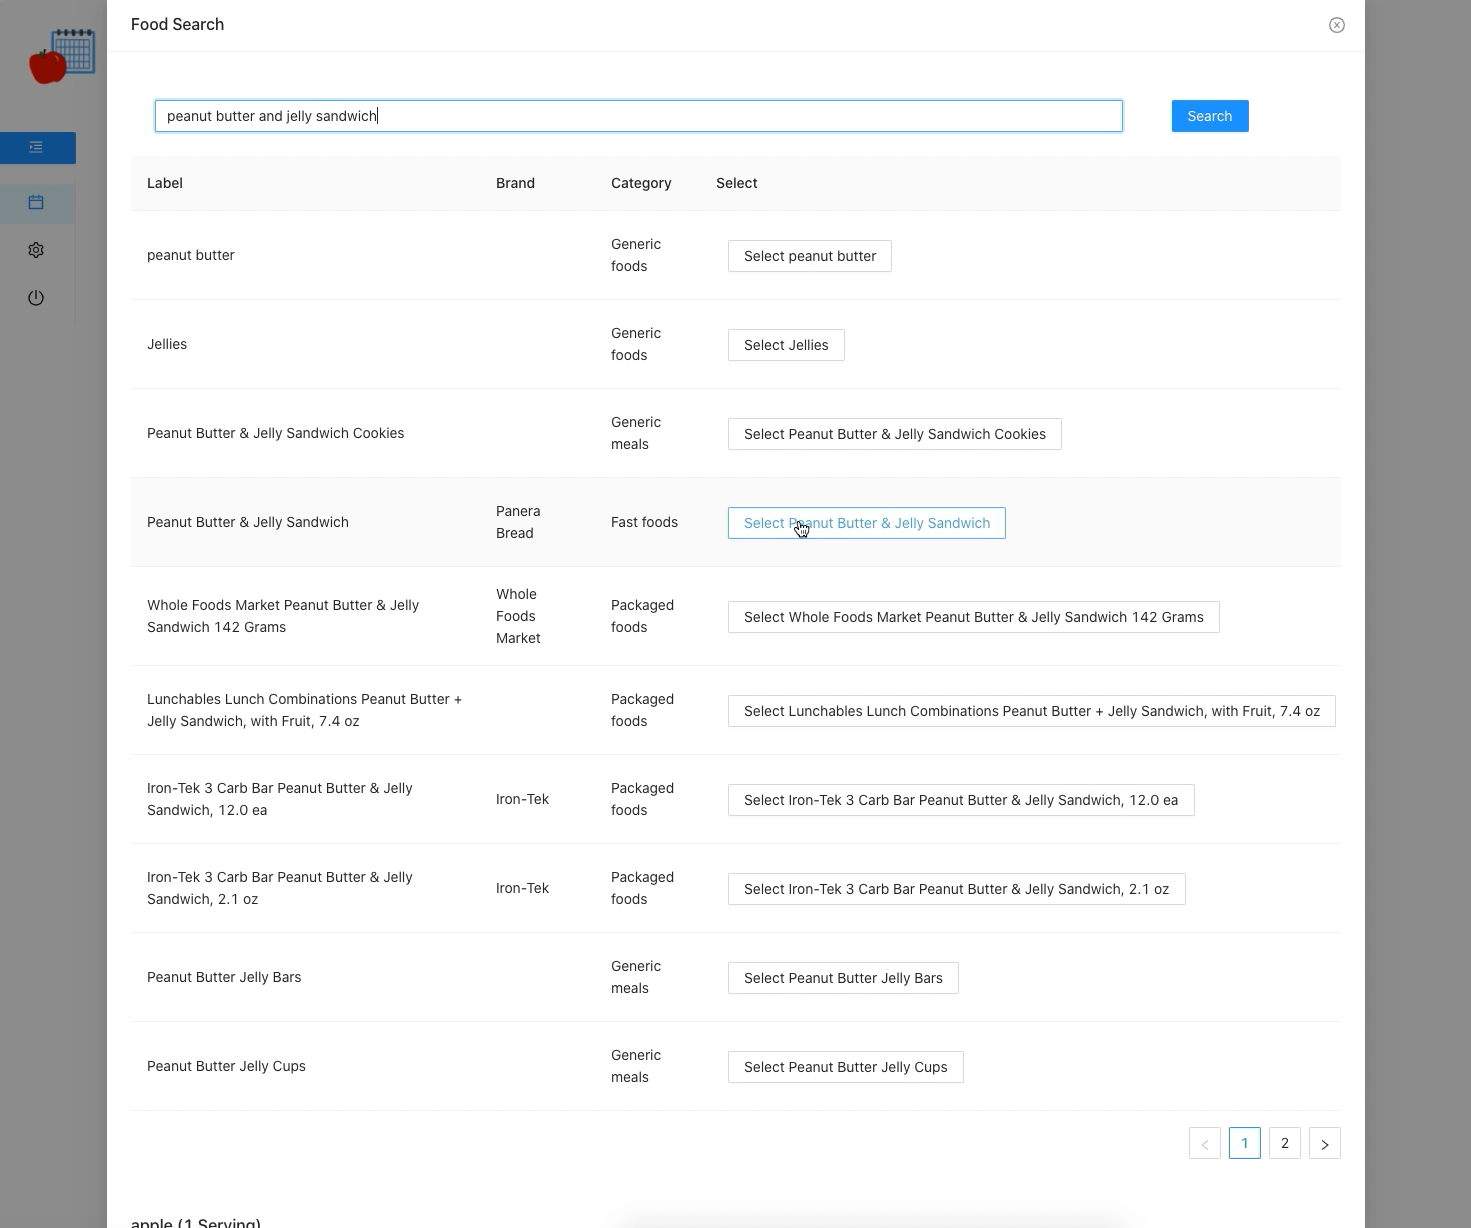 Food Search
peanut butter and jelly sandwich
Search
Label Brand Category Select
peanut butter
Generic
foods
Select peanut butter
Jellies
Generic
foods
Select Jellies
Peanut Butter & Jelly Sandwich Cookies
Generic
meals
Select Peanut Butter & Jelly Sandwich Cookies
Peanut Butter & Jelly Sandwich
Panera
Bread
Fast foods
Select Peanut Butter & Jelly Sandwich
Whole Foods Market Peanut Butter & Jelly
Sandwich 142 Grams
Whole
Foods
Market
Packaged
foods
Select Whole Foods Market Peanut Butter & Jelly Sandwich 142 Grams
Lunchables Lunch Combinations Peanut Butter +
Jelly Sandwich, with Fruit, 7.4 oz
Packaged
foods
Select Lunchables Lunch Combinations Peanut Butter + Jelly Sandwich, with Fruit, 7.4 oz
Iron-Tek 3 Carb Bar Peanut Butter & Jelly
Sandwich, 12.0 ea
Iron-Tek
Packaged
foods
Select Iron-Tek 3 Carb Bar Peanut Butter & Jelly Sandwich, 12.0 ea
Iron-Tek 3 Carb Bar Peanut Butter & Jelly
Sandwich, 2.1 oz
Iron-Tek
Packaged
foods
Select Iron-Tek 3 Carb Bar Peanut Butter & Jelly Sandwich, 2.1 oz
Peanut Butter Jelly Bars
Generic
meals
Select Peanut Butter Jelly Bars
Peanut Butter Jelly Cups
Generic
meals
Select Peanut Butter Jelly Cups
< 1 2 >
apple (1 Serving)